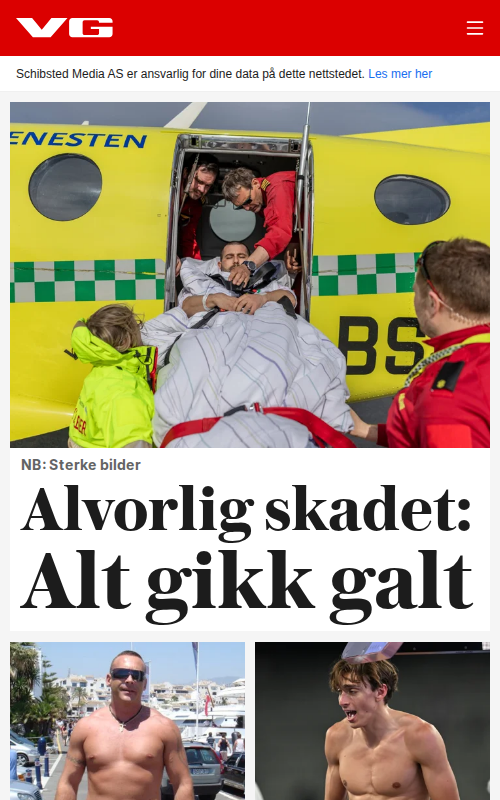 VG
Schibsted Media AS er ansvarlig for dine data på dette nettstedet. Les mer her
ENESTEN
BS
NB: Sterke bilder
Alvorlig skadet:
Alt gikk galt